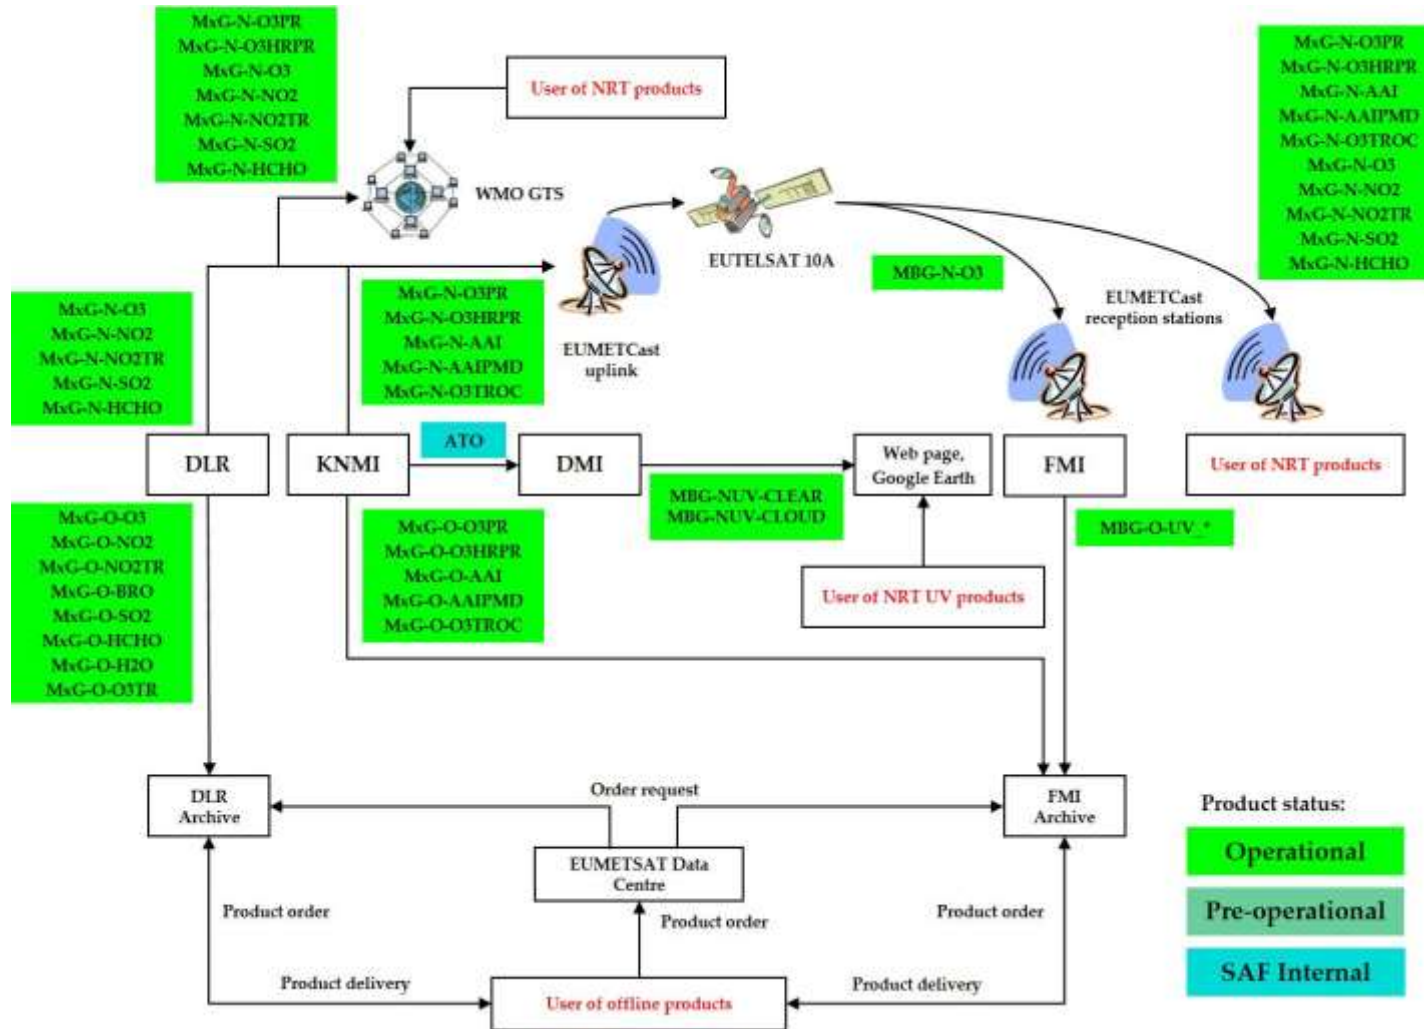 MxG-N-O3PR
MxG-N-O3HRPR
MxG-N-O3
MxG-N-NO2
MxG-N-NO2TR
MxG-N-SO2
MxG-N-HCHO
User of NRT products
WMO GTS
EUTELSAT 10A
MxG-N-O3PR
MxG-N-O3HRPR
MxG-N-AAI
MxG-N-AAIPMD
MxG-N-O3TROC
MxG-N-O3
MxG-N-NO2
MxG-N-NO2TR
MxG-N-SO2
MxG-N-HCHO
MBG-N-O3
EUMETCast
reception stations
MxG-N-O3
MxG-N-NO2
MxG-N-NO2TR
MxG-N-SO2
MxG-N-HCHO
MxG-N-O3PR
MxG-N-O3HRPR
MxG-N-AAI
MxG-N-AAIPMD
MxG-N-O3TROC
EUMETCast
uplink
DLR
KNMI
ATO
DMI
Web page,
Google Earth
FMI
User of NRT products
MBG-NUV-CLEAR
MBG-NUV-CLOUD
MBG-O-UV_*
MxG-O-O3
MxG-O-NO2
MxG-O-NO2TR
MxG-O-BRO
MxG-O-SO2
MxG-O-HCHO
MxG-O-H2O
MxG-O-O3TR
MxG-O-O3PR
MxG-O-O3HRPR
MxG-O-AAI
MxG-O-AAIPMD
MxG-O-O3TROC
User of NRT UV products
DLR
Archive
Order request
FMI
Archive
EUMETSAT Data
Centre
Product order
Product order
Product order
Product delivery
User of offline products
Product delivery
Product status:
Operational
Pre-operational
SAF Internal